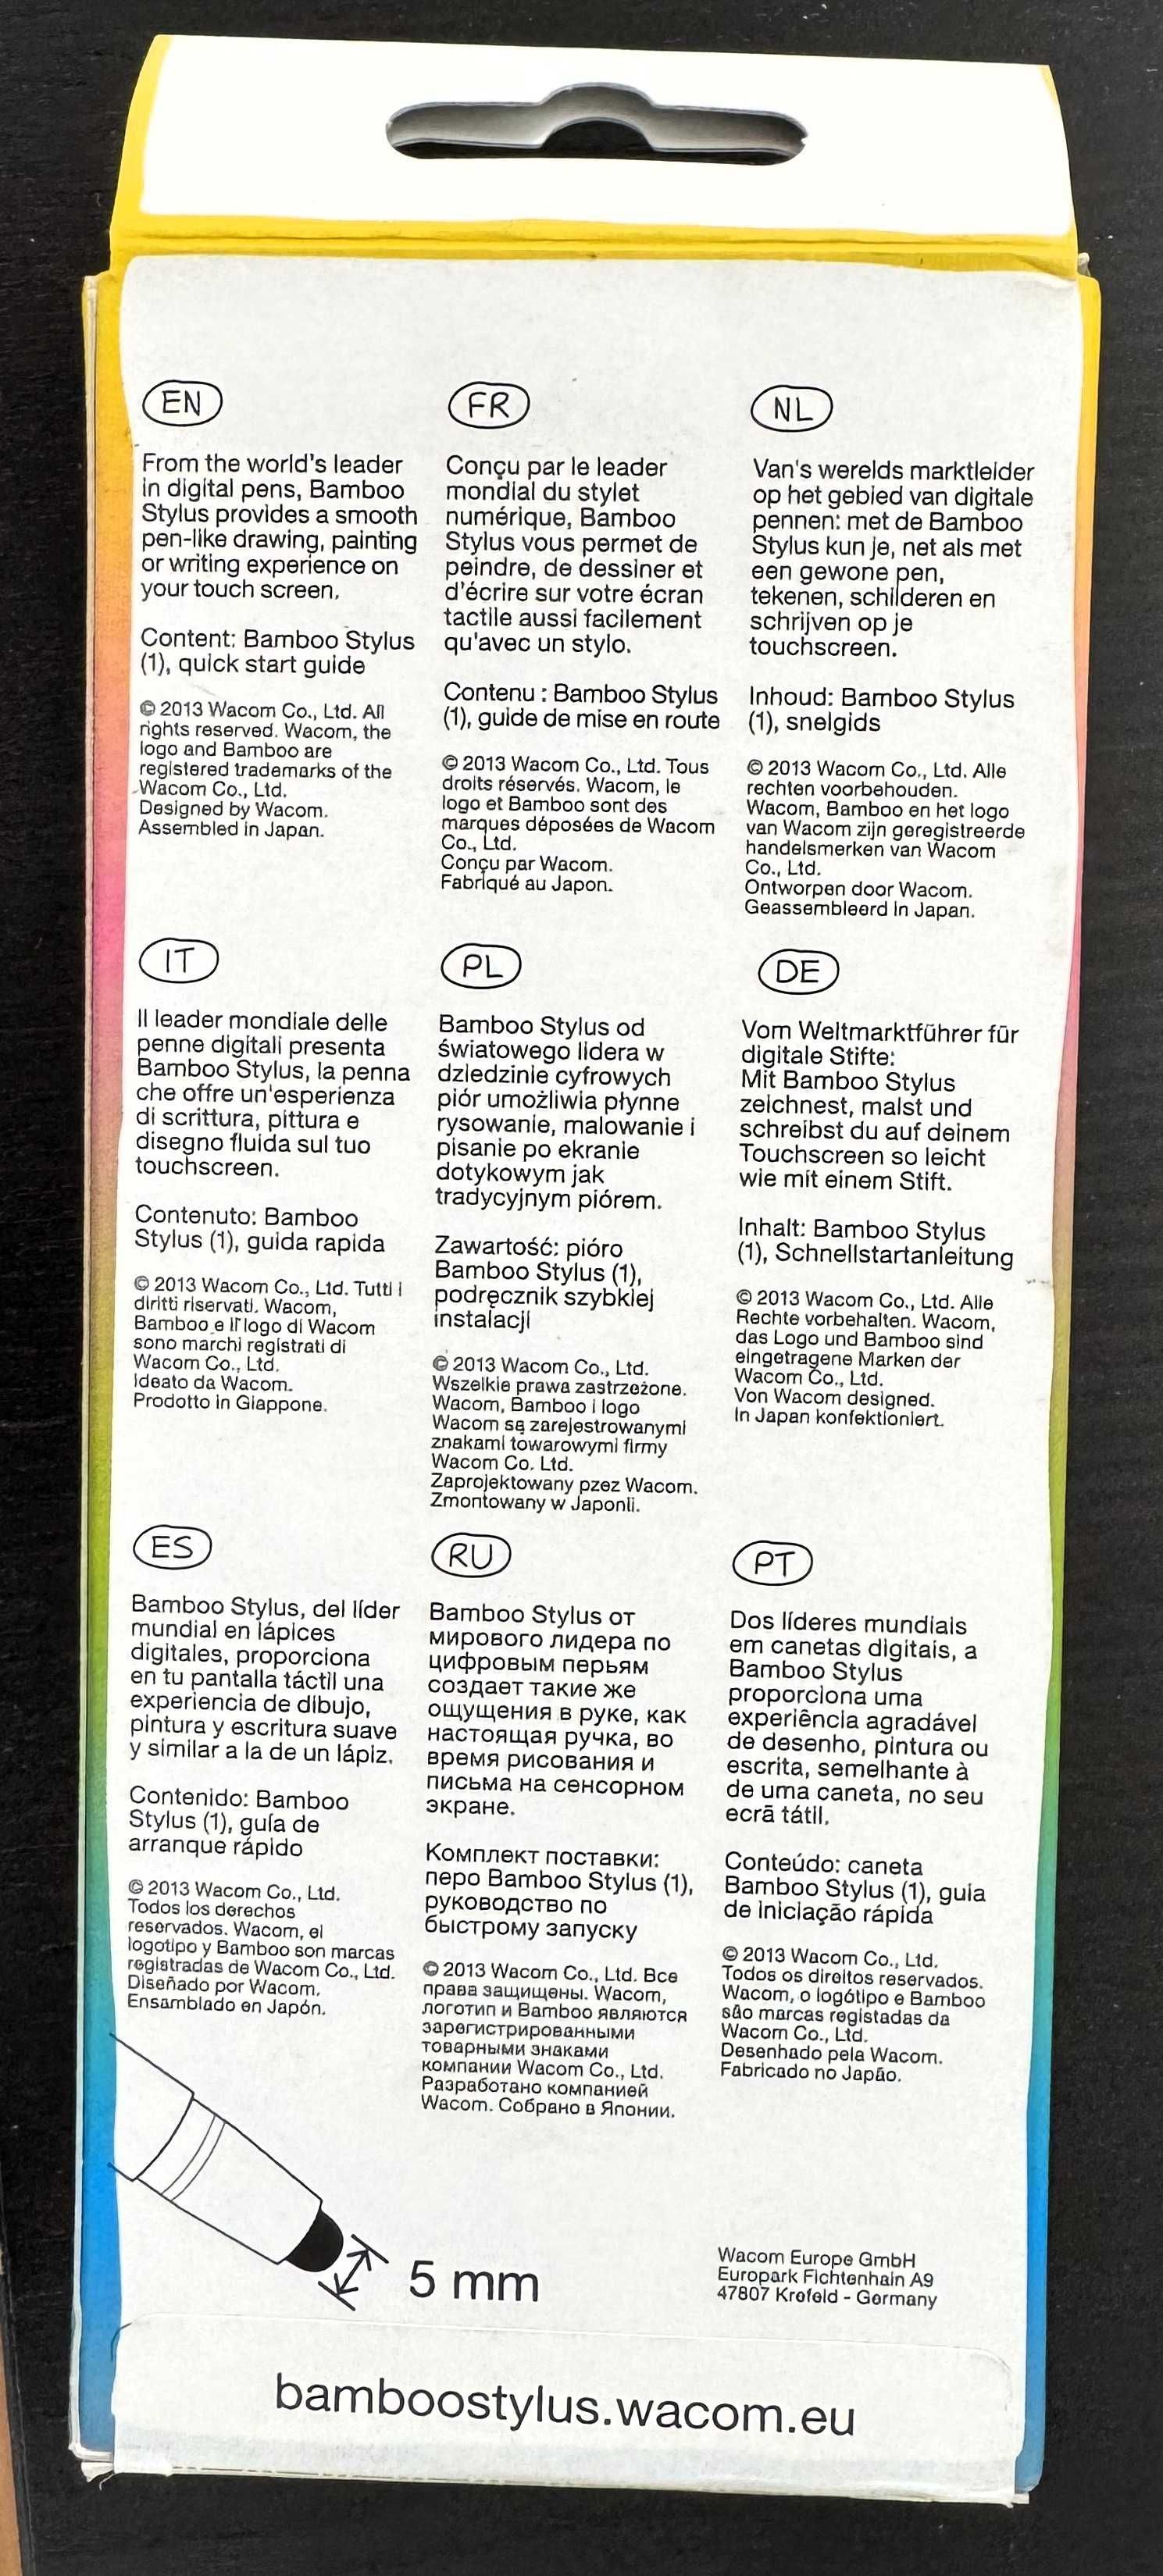 EN
From the world's leader
in digital pens, Bamboo
Stylus provides a smooth
pen-like drawing, painting
or writing experience on
your touch screen.
Content: Bamboo Stylus
(1), quick start guide
© 2013 Wacom Co., Ltd. All
rights reserved. Wacom, the
logo and Bamboo are
registered trademarks of the
Wacom Co., Ltd.
Designed by Wacom.
Assembled in Japan.
FR
Conçu par le leader
mondial du stylet
numérique, Bamboo
Stylus vous permet de
peindre, de dessiner et
d'écrire sur votre écran
tactile aussi facilement
qu'avec un stylo.
Contenu : Bamboo Stylus
(1), guide de mise en route
© 2013 Wacom Co., Ltd. Tous
droits réservés. Wacom, le
logo et Bamboo sont des
marques déposées de Wacom
Co., Ltd.
Conçu par Wacom.
Fabriqué au Japon.
NL
Van's werelds marktleider
op het gebied van digitale
pennen: met de Bamboo
Stylus kun je, net als met
een gewone pen,
tekenen, schilderen en
schrijven op je
touchscreen.
Inhoud: Bamboo Stylus
(1), snelgids
© 2013 Wacom Co., Ltd. Alle
rechten voorbehouden.
Wacom, Bamboo en het logo
van Wacom zijn geregistreerde
handelsmerken van Wacom
Co., Ltd.
Ontworpen door Wacom.
Geassembleerd in Japan.
IT
Il leader mondiale delle
penne digitali presenta
Bamboo Stylus, la penna
che offre un'esperienza
di scrittura, pittura e
disegno fluida sul tuo
touchscreen.
Contenuto: Bamboo
Stylus (1), guida rapida
© 2013 Wacom Co., Ltd. Tutti i
diritti riservati. Wacom,
Bamboo e il logo di Wacom
sono marchi registrati di
Wacom Co., Ltd.
Ideato da Wacom.
Prodotto in Giappone.
PL
Bamboo Stylus od
światowego lidera w
dziedzinie cyfrowych
piór umożliwia płynne
rysowanie, malowanie i
pisanie po ekranie
dotykowym jak
tradycyjnym piórem.
Zawartość: pióro
Bamboo Stylus (1),
podręcznik szybkiej
instalacji
© 2013 Wacom Co., Ltd.
Wszelkie prawa zastrzeżone.
Wacom, Bamboo i logo
Wacom są zarejestrowanymi
znakami towarowymi firmy
Wacom Co. Ltd.
Zaprojektowany pzez Wacom.
Zmontowany w Japonii.
DE
Vom Weltmarktführer für
digitale Stifte:
Mit Bamboo Stylus
zeichnest, malst und
schreibst du auf deinem
Touchscreen so leicht
wie mit einem Stift.
Inhalt: Bamboo Stylus
(1), Schnellstartanleitung
© 2013 Wacom Co., Ltd. Alle
Rechte vorbehalten. Wacom,
das Logo und Bamboo sind
eingetragene Marken der
Wacom Co., Ltd.
Von Wacom designed.
In Japan konfektioniert.
ES
Bamboo Stylus, del líder
mundial en lápices
digitales, proporciona
en tu pantalla táctil una
experiencia de dibujo,
pintura y escritura suave
y similar a la de un lápiz.
Contenido: Bamboo
Stylus (1), guía de
arranque rápido
© 2013 Wacom Co., Ltd.
Todos los derechos
reservados. Wacom, el
logotipo y Bamboo son marcas
registradas de Wacom Co., Ltd.
Diseñado por Wacom.
Ensamblado en Japón.
RU
Bamboo Stylus от
мирового лидера по
цифровым перьям
создает такие же
ощущения в руке, как
настоящая ручка, во
время рисования и
письма на сенсорном
экране.
Комплект поставки:
перо Bamboo Stylus (1),
руководство по
быстрому запуску
© 2013 Wacom Co., Ltd. Все
права защищены. Wacom,
логотип и Bamboo являются
зарегистрированными
товарными знаками
компании Wacom Co., Ltd.
Разработано компанией
Wacom. Собрано в Японии.
PT
Dos líderes mundiais
em canetas digitais, a
Bamboo Stylus
proporciona uma
experiência agradável
de desenho, pintura ou
escrita, semelhante à
de uma caneta, no seu
ecrã tátil.
Conteúdo: caneta
Bamboo Stylus (1), guia
de iniciação rápida
© 2013 Wacom Co., Ltd.
Todos os direitos reservados.
Wacom, o logótipo e Bamboo
são marcas registadas da
Wacom Co., Ltd.
Desenhado pela Wacom.
Fabricado no Japão.
5 mm
Wacom Europe GmbH
Europark Fichtenhain A9
47807 Krefeld - Germany
bamboostylus.wacom.eu